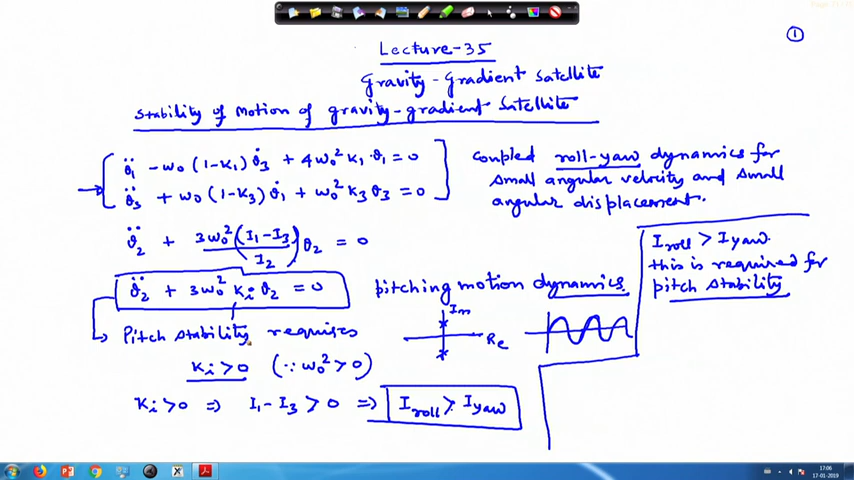 1
Lecture-35
Gravity-Gradient Satellite
Stability of Motion of gravity-gradient satellite
θ̈₁ - ω₀ (1-K₁) θ̇₃ + 4ω₀² K₁·θ₁ = 0
θ̈₃ + ω₀ (1-K₃) θ̇₁ + ω₀² K₃ θ₃ = 0
coupled roll-yaw dynamics for
small angular velocity and small
angular displacement.
θ̈₂ + 3ω₀² (I₁-I₃)/I₂ θ₂ = 0
θ̈₂ + 3ω₀² Kᵢ θ₂ = 0
pitching motion dynamics
I roll > I yaw.
this is required for
pitch stability
Im
Re
Pitch stability requires
Kᵢ > 0 (∵ ω₀² > 0)
Kᵢ > 0 ⇒ I₁ - I₃ > 0 ⇒ I roll > I yaw
17:06
17-01-2019